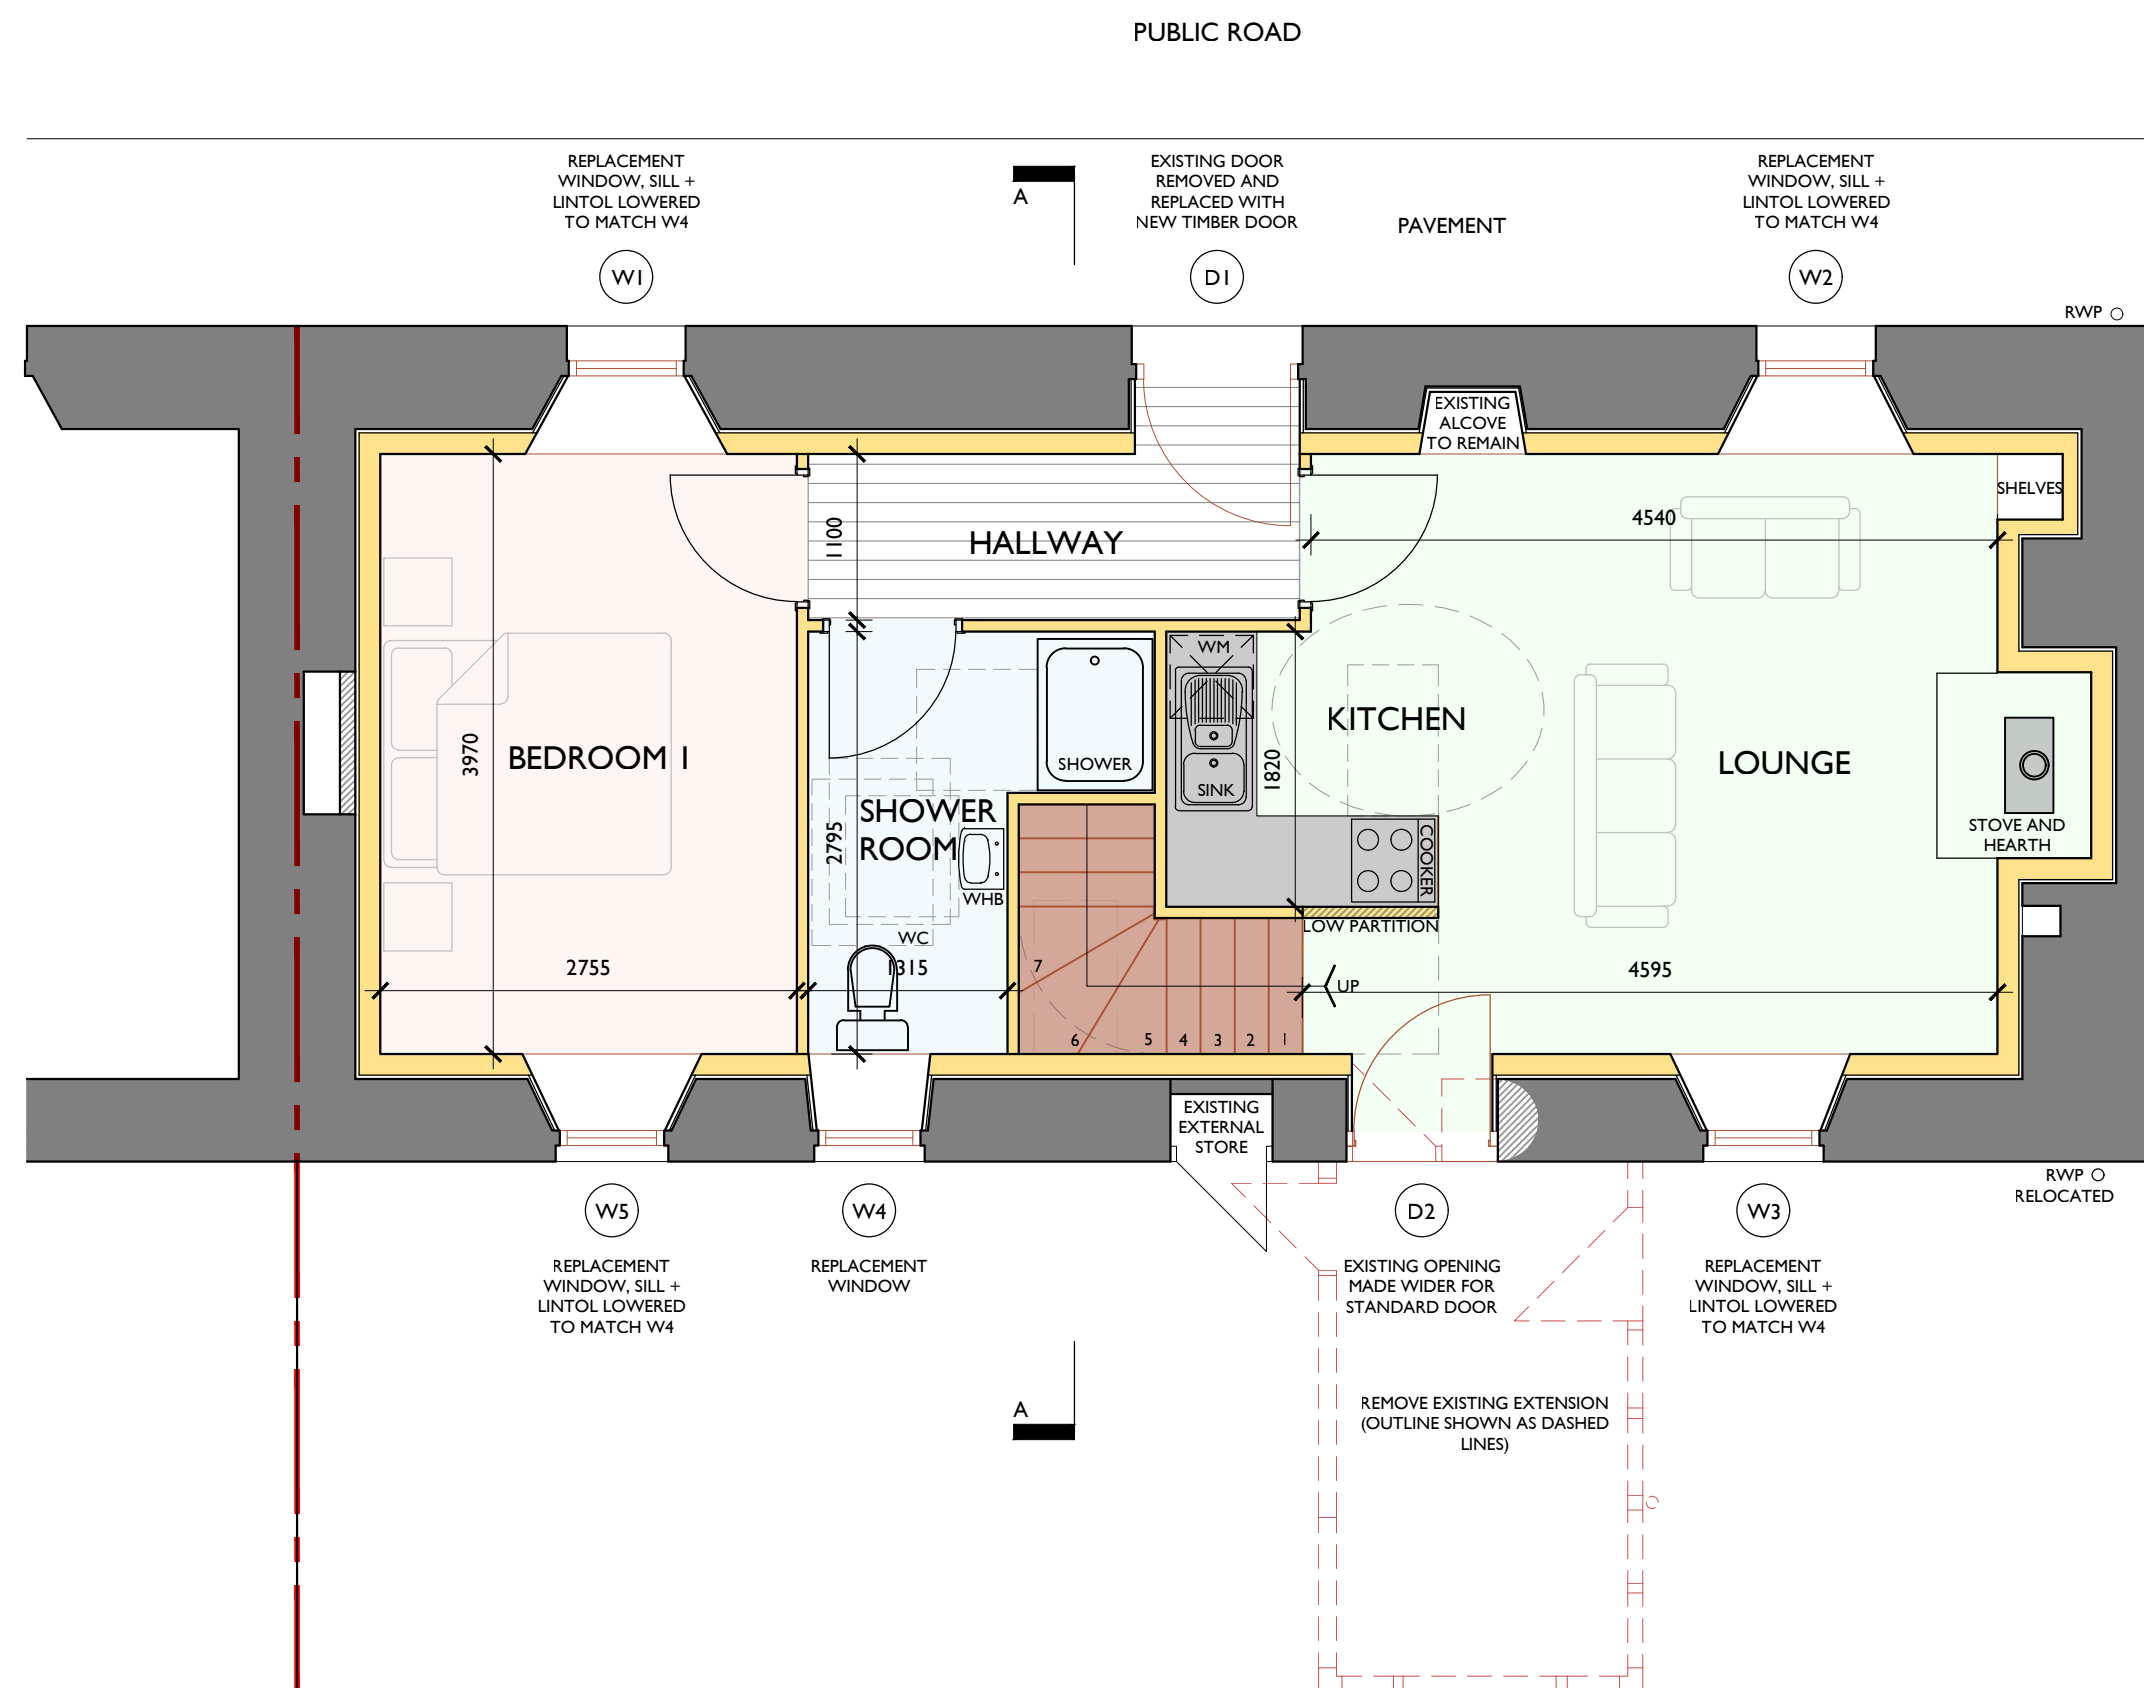 PUBLIC ROAD
REPLACEMENT
WINDOW, SILL +
LINTOL LOWERED
TO MATCH W4
W1
A
EXISTING DOOR
REMOVED AND
REPLACED WITH
NEW TIMBER DOOR
D1
PAVEMENT
REPLACEMENT
WINDOW, SILL +
LINTOL LOWERED
TO MATCH W4
W2
RWP
EXISTING
ALCOVE
TO REMAIN
SHELVES
1100
HALLWAY
4540
3970
BEDROOM 1
2755
SHOWER
SHOWER
ROOM
2795
WHB
WC
1315
WM
SINK
1820
KITCHEN
COOKER
LOW PARTITION
LOUNGE
STOVE AND
HEARTH
4595
UP
7
6
5
4
3
2
1
EXISTING
EXTERNAL
STORE
RWP
RELOCATED
W5
REPLACEMENT
WINDOW, SILL +
LINTOL LOWERED
TO MATCH W4
W4
REPLACEMENT
WINDOW
D2
EXISTING OPENING
MADE WIDER FOR
STANDARD DOOR
W3
REPLACEMENT
WINDOW, SILL +
LINTOL LOWERED
TO MATCH W4
A
REMOVE EXISTING EXTENSION
(OUTLINE SHOWN AS DASHED
LINES)